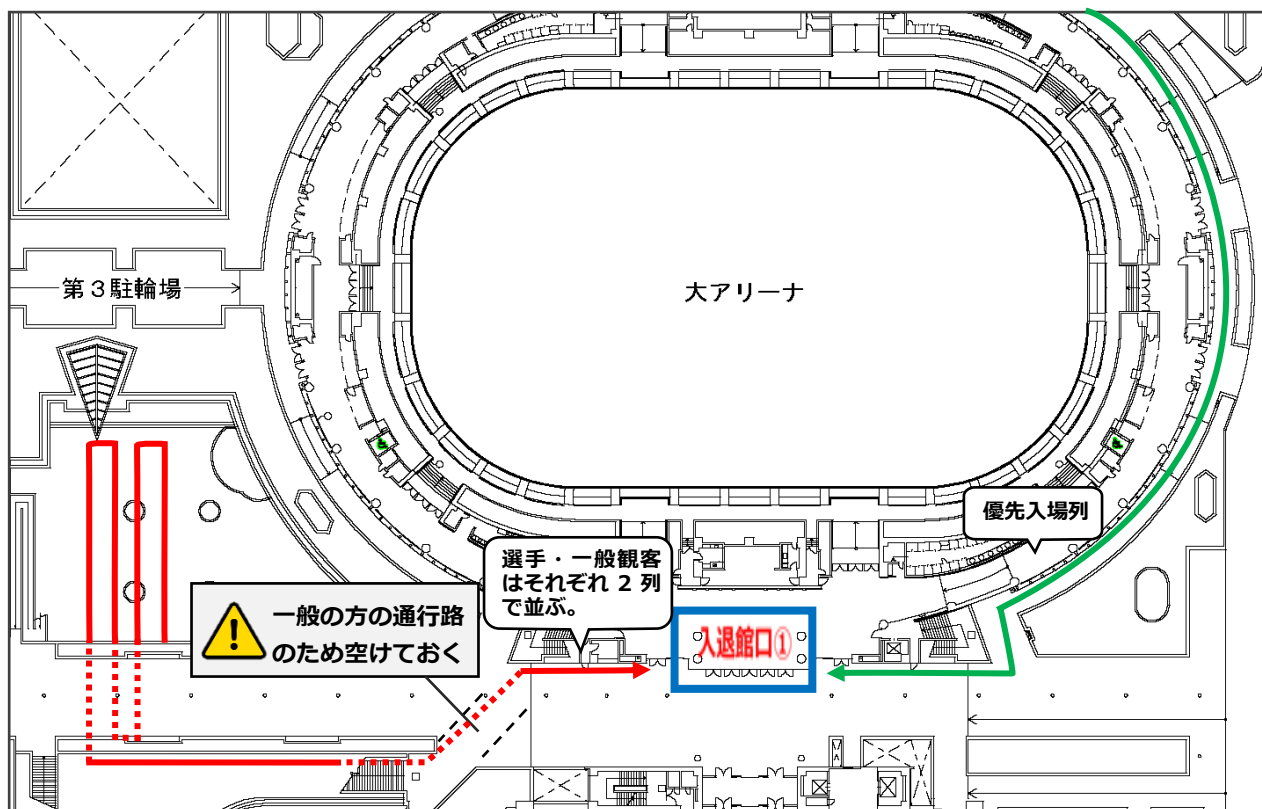 第３駐輪場
大アリーナ
優先入場列
選手・一般観客
はそれぞれ 2 列
で並ぶ。
一般の方の通行路
のため空けておく
入退館口①